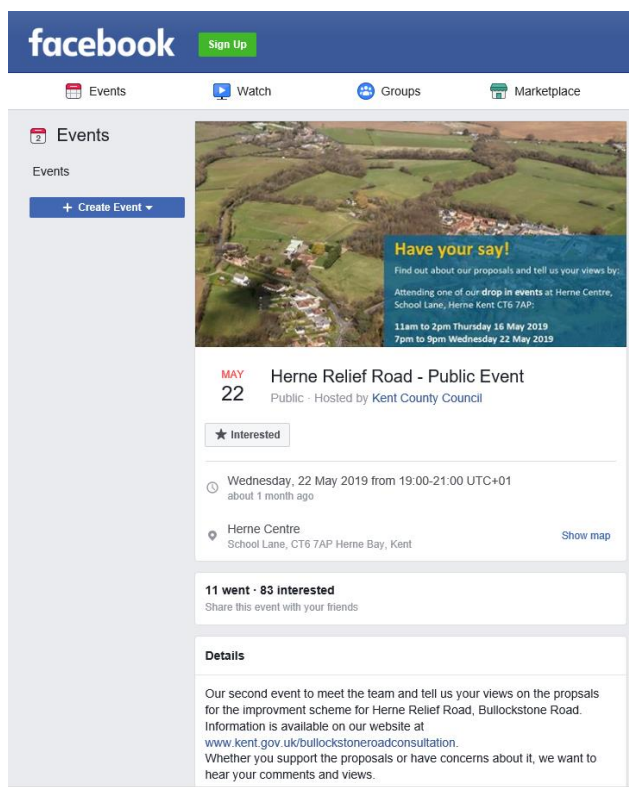 facebook
Sign Up
Events
Watch
Groups
Marketplace
2
Events
Events
+ Create Event
Have your say!
Find out about our proposals and tell us your views by:
Attending one of our drop in events at Herne Centre,
School Lane, Herne Kent CT6 7AP:
11am to 2pm Thursday 16 May 2019
7pm to 9pm Wednesday 22 May 2019
MAY
22
Herne Relief Road - Public Event
Public · Hosted by Kent County Council
Interested
Wednesday, 22 May 2019 from 19:00-21:00 UTC+01
about 1 month ago
Herne Centre
School Lane, CT6 7AP Herne Bay, Kent
Show map
11 went · 83 interested
Share this event with your friends
Details
Our second event to meet the team and tell us your views on the propsals
for the improvment scheme for Herne Relief Road, Bullockstone Road.
Information is available on our website at
www.kent.gov.uk/bullockstoneroadconsultation.
Whether you support the proposals or have concerns about it, we want to
hear your comments and views.